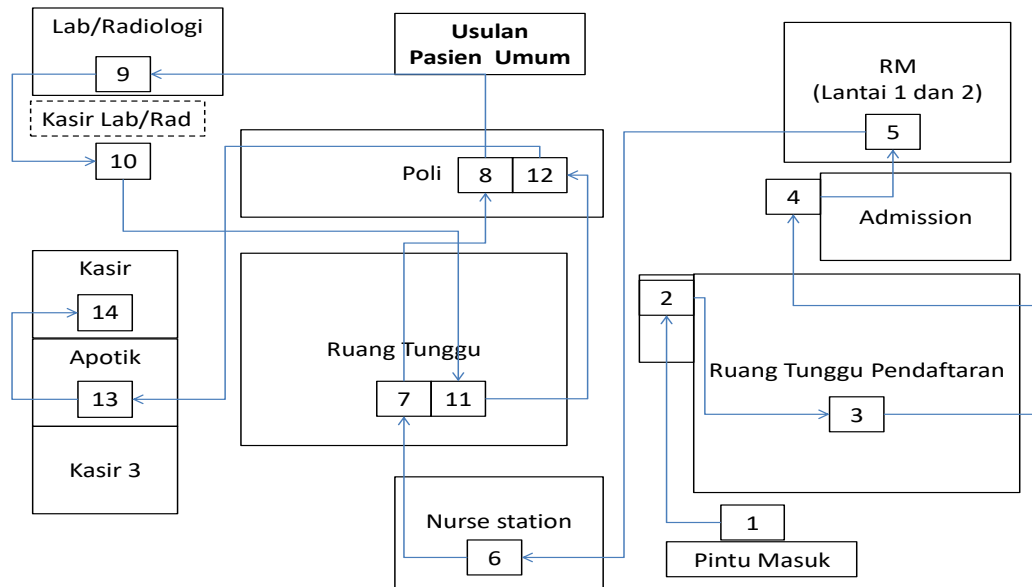 Lab/Radiologi
9
Kasir Lab/Rad
10
Usulan
Pasien Umum
RM
(Lantai 1 dan 2)
5
Poli
8
12
4
Admission
Kasir
14
Apotik
13
Kasir 3
Ruang Tunggu
7
11
2
Ruang Tunggu Pendaftaran
3
Nurse station
6
1
Pintu Masuk